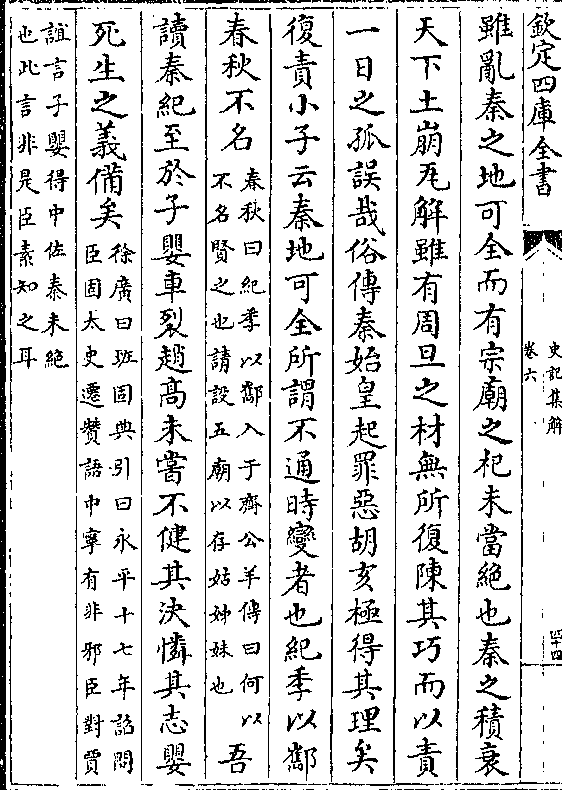 欽定四庫全書
史記集解
卷六
四十四
雖亂秦之地可全而有宗廟之祀未當絶也秦之積衰
天下土崩瓦解雖有周旦之材無所復陳其巧而以責
一日之孤誤哉俗傳秦始皇起罪惡胡亥極得其理矣
復責小子云秦地可全所謂不通時變者也紀季以酅
春秋不名
春秋曰紀季以酅入于齊公羊傳曰何以
不名賢之也請設五廟以存姑姊妹也
吾
讀秦紀至於子嬰車裂趙高未嘗不健其決憐其志嬰
死生之義備矣
徐廣曰班固典引曰永平十七年詔問
臣固太史遷贊語中寧有非邪臣對賈
誼言子嬰得中佐秦未絶
也此言非是臣素知之耳